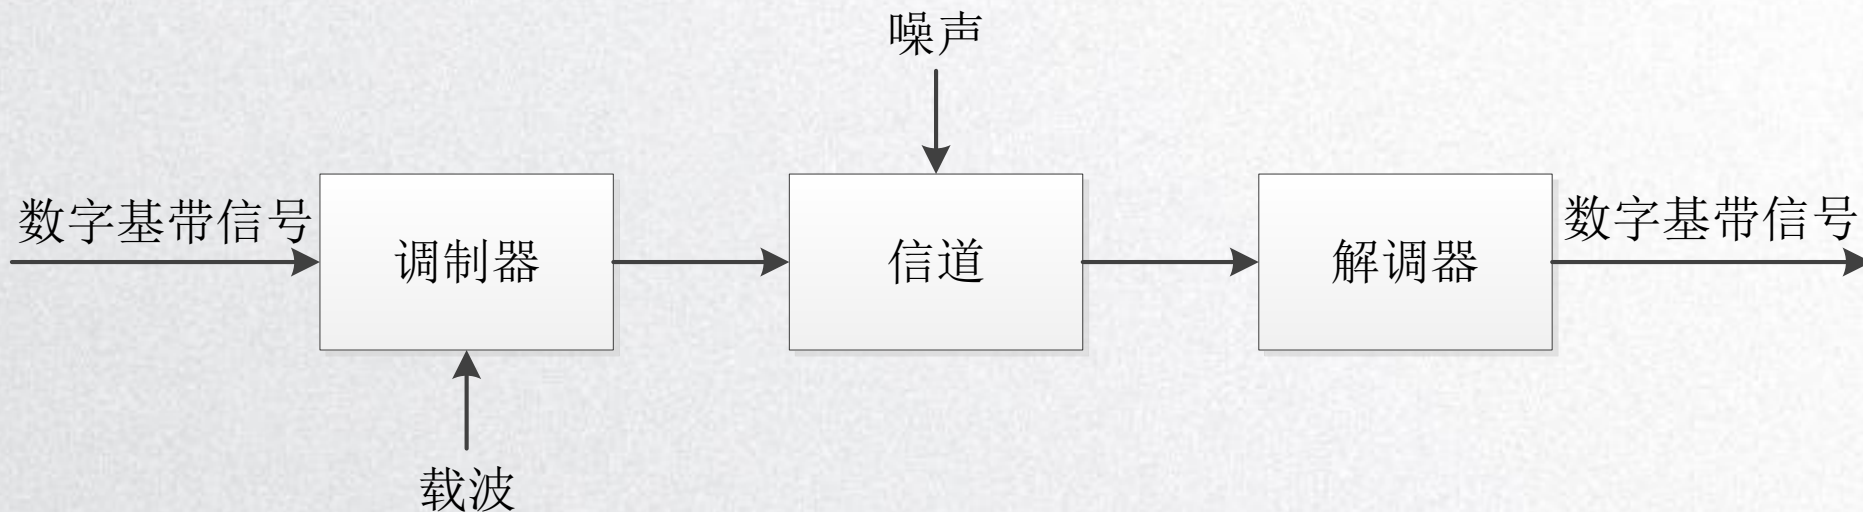 噪声
数字基带信号
调制器
信道
解调器
数字基带信号
载波